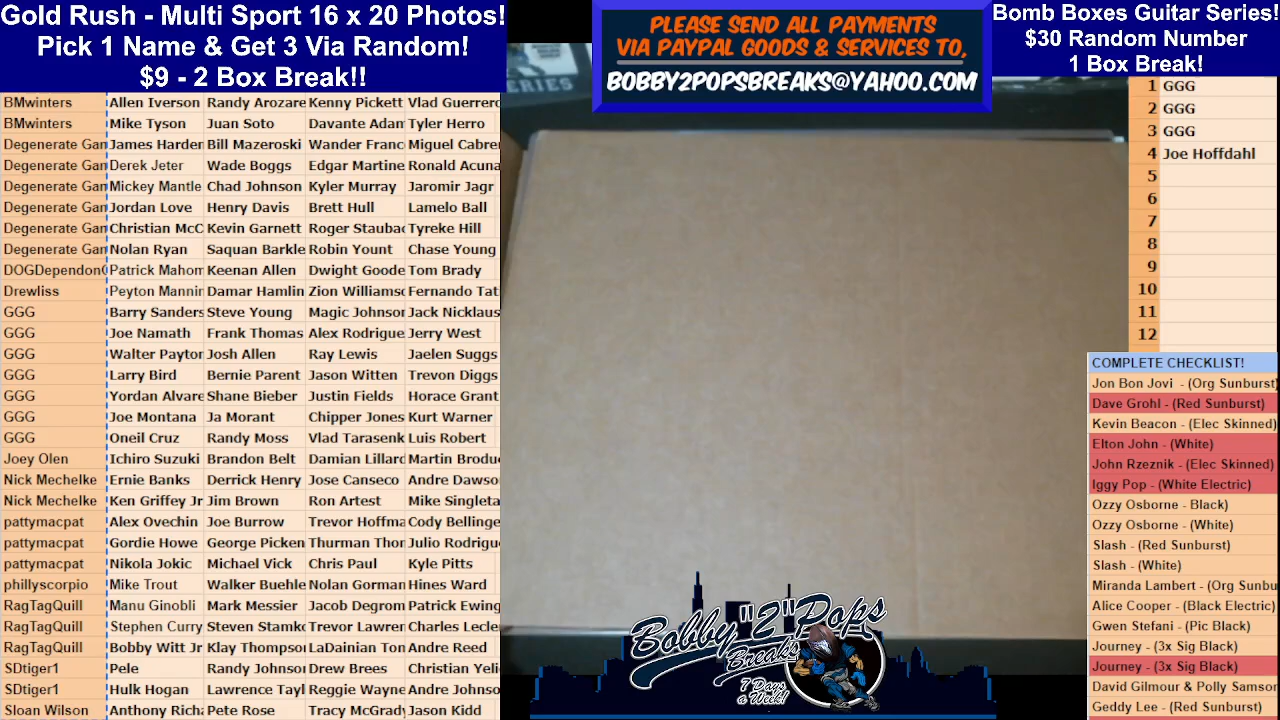 Gold Rush - Multi Sport 16 x 20 Photos!
Pick 1 Name & Get 3 Via Random!
$9 - 2 Box Break!!
BMwinters Allen Iverson Randy Arozare Kenny Pickett Vlad Guerrero
BMwinters Mike Tyson Juan Soto Davante Adam Tyler Herro
Degenerate Gam James Harden Bill Mazeroski Wander Franc Miguel Cabrer
Degenerate Gam Derek Jeter Wade Boggs Edgar Martine Ronald Acuna
Degenerate Gam Mickey Mantle Chad Johnson Kyler Murray Jaromir Jagr
Degenerate Gam Jordan Love Henry Davis Brett Hull Lamelo Ball
Degenerate Gam Christian McC Kevin Garnett Roger Staubac Tyreke Hill
Degenerate Gam Nolan Ryan Saquan Barkle Robin Yount Chase Young
DOGDependonG Patrick Mahom Keenan Allen Dwight Goode Tom Brady
Drewliss Peyton Mannin Damar Hamlin Zion Williamso Fernando Tat
GGG Barry Sanders Steve Young Magic Johnson Jack Nicklaus
GGG Joe Namath Frank Thomas Alex Rodrigue Jerry West
GGG Walter Payton Josh Allen Ray Lewis Jaelen Suggs
GGG Larry Bird Bernie Parent Jason Witten Trevon Diggs
GGG Yordan Alvare Shane Bieber Justin Fields Horace Grant
GGG Joe Montana Ja Morant Chipper Jones Kurt Warner
GGG Oneil Cruz Randy Moss Vlad Tarasenk Luis Robert
Joey Olen Ichiro Suzuki Brandon Belt Damian Lillard Martin Brodu
Nick Mechelke Ernie Banks Derrick Henry Jose Canseco Andre Dawso
Nick Mechelke Ken Griffey Jr Jim Brown Ron Artest Mike Singleta
pattymacpat Alex Ovechin Joe Burrow Trevor Hoffma Cody Bellinge
pattymacpat Gordie Howe George Picken Thurman Thom Julio Rodrigu
pattymacpat Nikola Jokic Michael Vick Chris Paul Kyle Pitts
phillyscorpio Mike Trout Walker Buehle Nolan Gorman Hines Ward
RagTagQuill Manu Ginobli Mark Messier Jacob Degrom Patrick Ewing
RagTagQuill Stephen Curry Steven Stamko Trevor Lawren Charles Lecle
RagTagQuill Bobby Witt Jr Klay Thompson LaDainian Tom Andre Reed
SDtiger1 Pele Randy Johnson Drew Brees Christian Yeli
SDtiger1 Hulk Hogan Lawrence Tayl Reggie Wayne Andre Johnso
Sloan Wilson Anthony Richa Pete Rose Tracy McGrady Jason Kidd
PLEASE SEND ALL PAYMENTS
VIA PAYPAL GOODS & SERVICES TO,
BOBBY2POPSBREAKS@YAHOO.COM
ERIES
Bobby "2" Pops
Breaks
7 Days
a Week!
Bomb Boxes Guitar Series!
$30 Random Number
1 Box Break!
1 GGG
2 GGG
3 GGG
4 Joe Hoffdahl
5
6
7
8
9
10
11
12
COMPLETE CHECKLIST!
Jon Bon Jovi - (Org Sunburst)
Dave Grohl - (Red Sunburst)
Kevin Beacon - (Elec Skinned)
Elton John - (White)
John Rzeznik - (Elec Skinned)
Iggy Pop - (White Electric)
Ozzy Osborne - Black)
Ozzy Osborne - (White)
Slash - (Red Sunburst)
Slash - (White)
Miranda Lambert - (Org Sunbu
Alice Cooper - (Black Electric)
Gwen Stefani - (Pic Black)
Journey - (3x Sig Black)
Journey - (3x Sig Black)
David Gilmour & Polly Samson
Geddy Lee - (Red Sunburst)